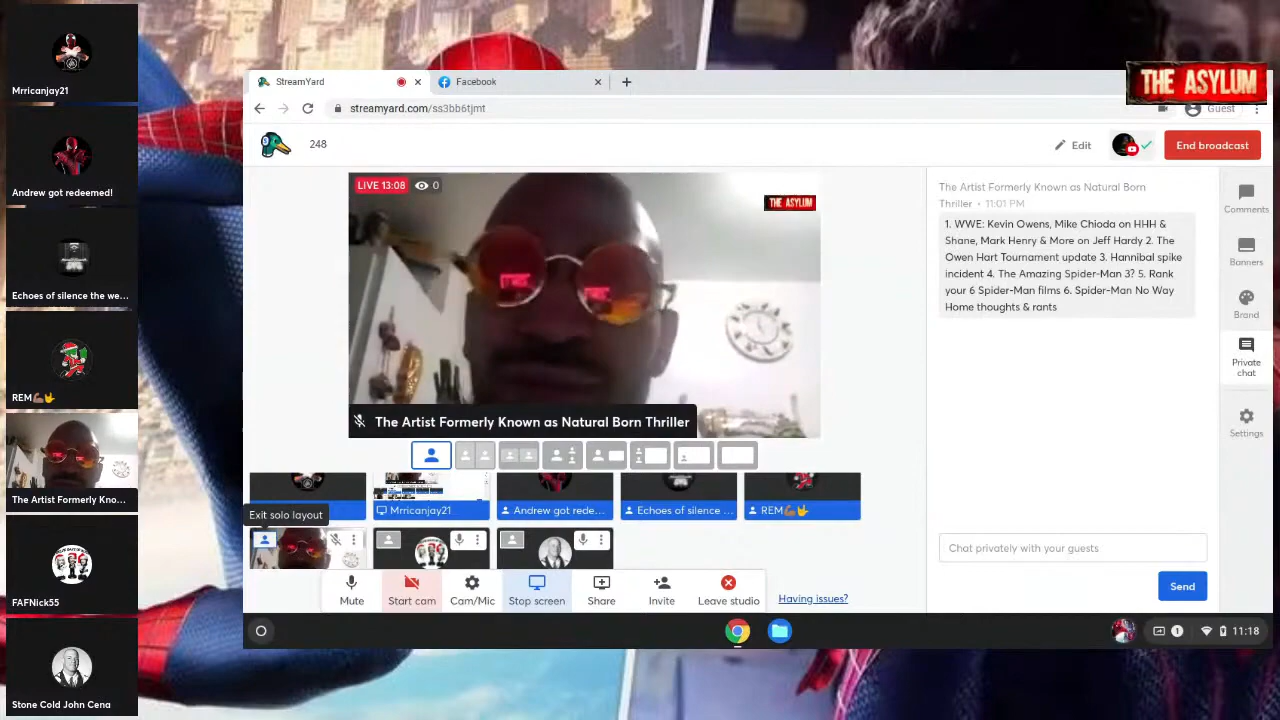 Mrricanjay21
Andrew got redeemed!
Echoes of silence the we...
REM💪🏾🤟
The Artist Formerly Kno...
FAFNick55
Stone Cold John Cena
StreamYard
Facebook
THE ASYLUM
streamyard.com/ss3bb6tjmt
Guest
248
Edit
End broadcast
LIVE 13:08
0
THE ASYLUM
The Artist Formerly Known as Natural Born Thriller
The Artist Formerly Known as Natural Born
Thriller • 11:01 PM
1. WWE: Kevin Owens, Mike Chioda on HHH &
Shane, Mark Henry & More on Jeff Hardy 2. The
Owen Hart Tournament update 3. Hannibal spike
incident 4. The Amazing Spider-Man 3? 5. Rank
your 6 Spider-Man films 6. Spider-Man No Way
Home thoughts & rants
Comments
Banners
Brand
Private
chat
Settings
Mrricanjay21
Andrew got rede...
Echoes of silence ...
REM💪🏾🤟
Exit solo layout
Chat privately with your guests
Send
Mute
Start cam
Cam/Mic
Stop screen
Share
Invite
Leave studio
Having issues?
1
11:18